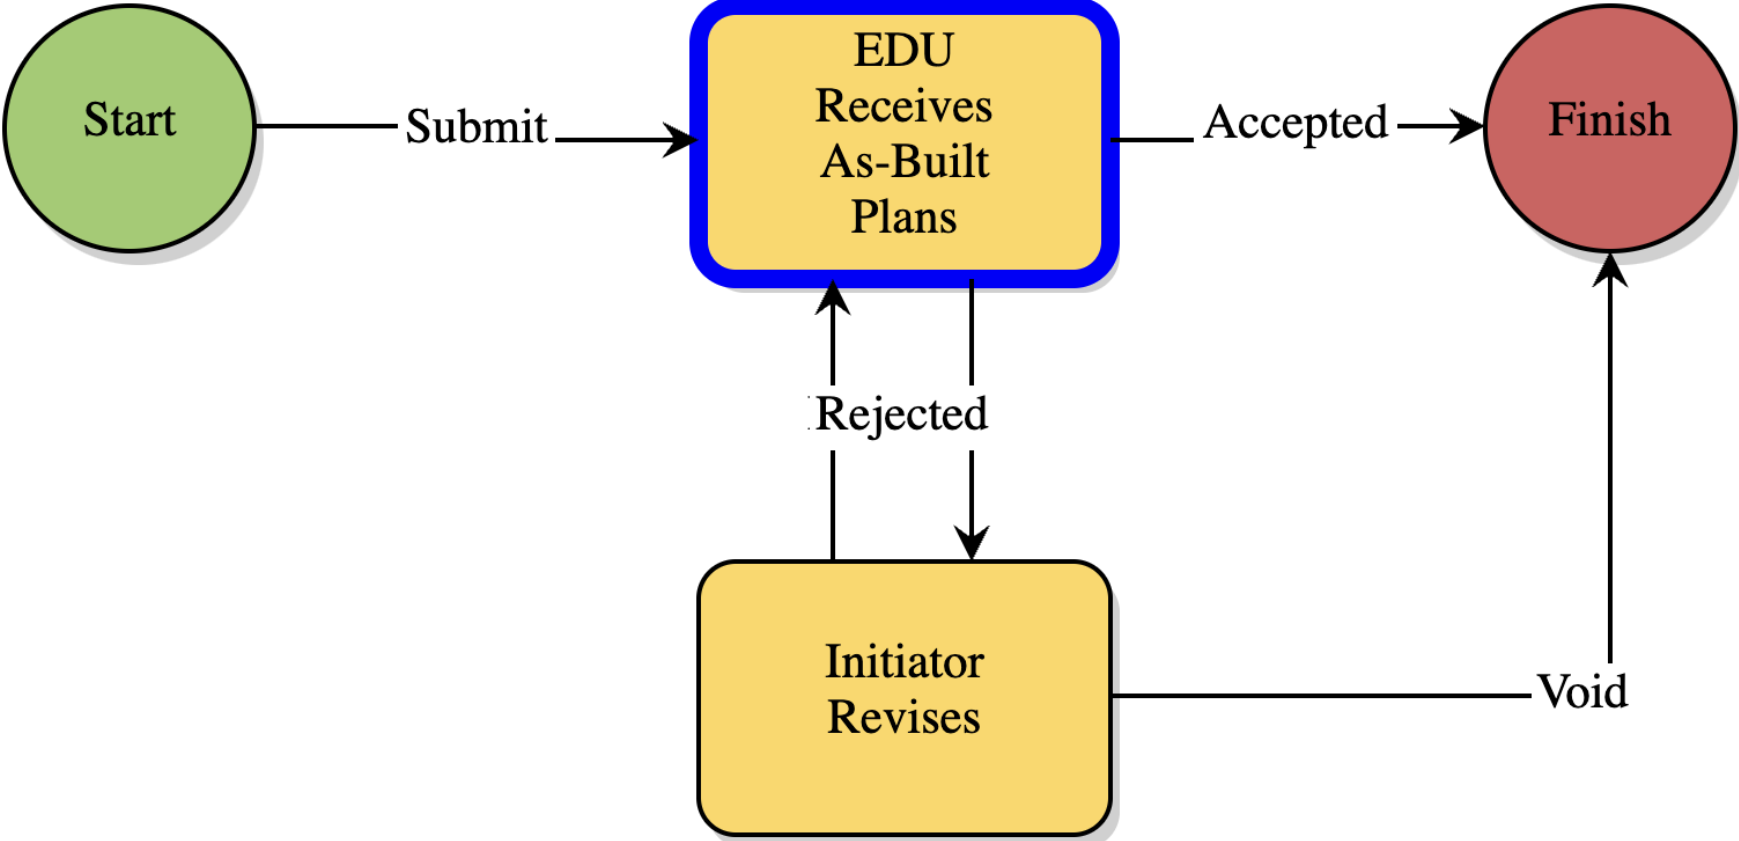 Start
Submit
EDU
Receives
As-Built
Plans
Accepted
Finish
Rejected
Initiator
Revises
Void